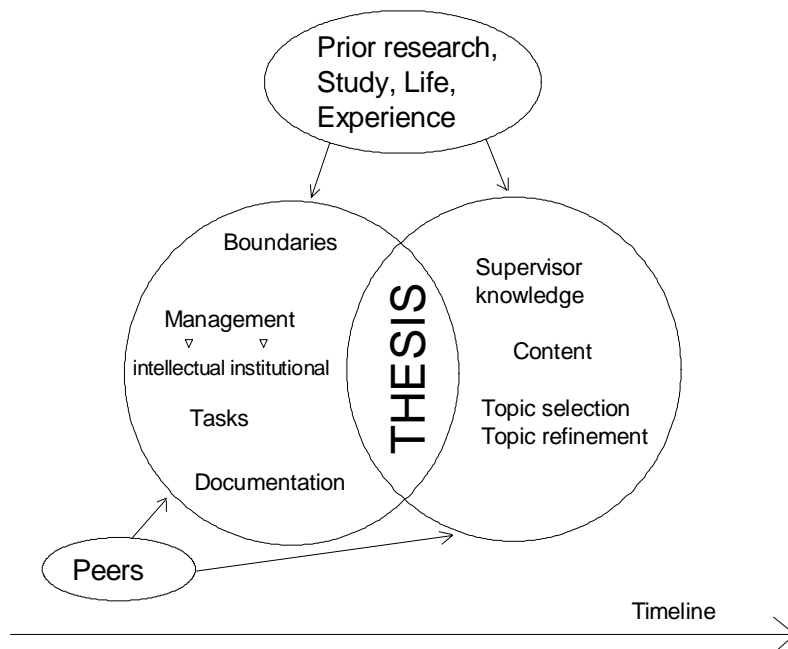 Prior research,
Study, Life,
Experience
Boundaries
Management
intellectual institutional
Tasks
Documentation
THESIS
Supervisor
knowledge
Content
Topic selection
Topic refinement
Peers
Timeline